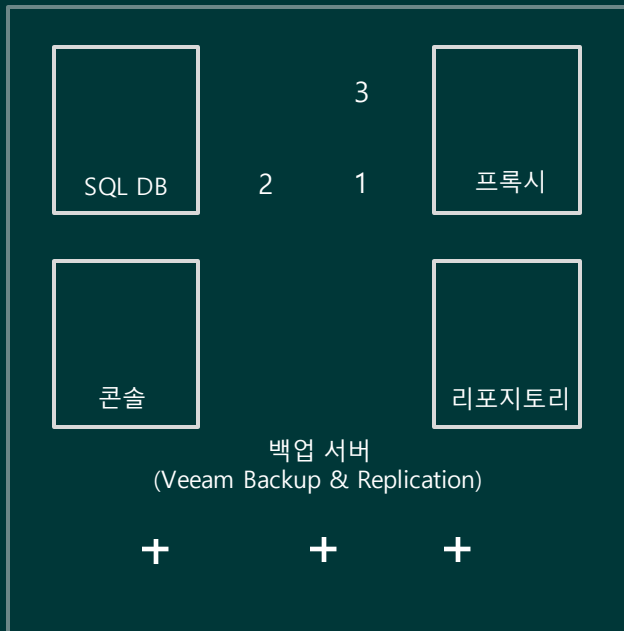 3
SQL DB
2
1
프록시
콘솔
리포지토리
백업 서버
(Veeam Backup & Replication)
+ + +